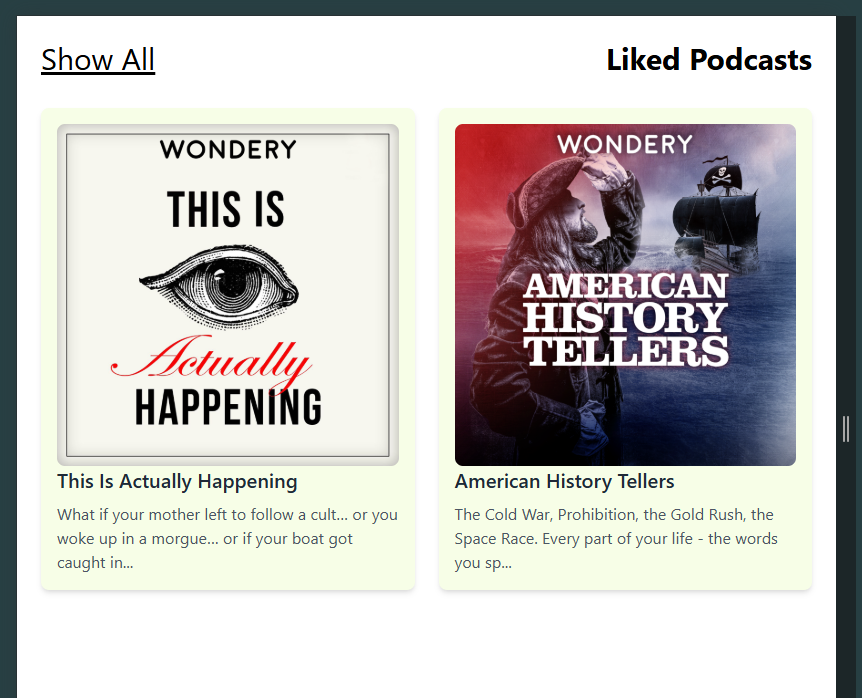 Show All
Liked Podcasts
WONDERY
THIS IS
Actually
HAPPENING
This Is Actually Happening
What if your mother left to follow a cult... or you
woke up in a morgue... or if your boat got
caught in...
WONDERY
AMERICAN
HISTORY
TELLERS
American History Tellers
The Cold War, Prohibition, the Gold Rush, the
Space Race. Every part of your life - the words
you sp...